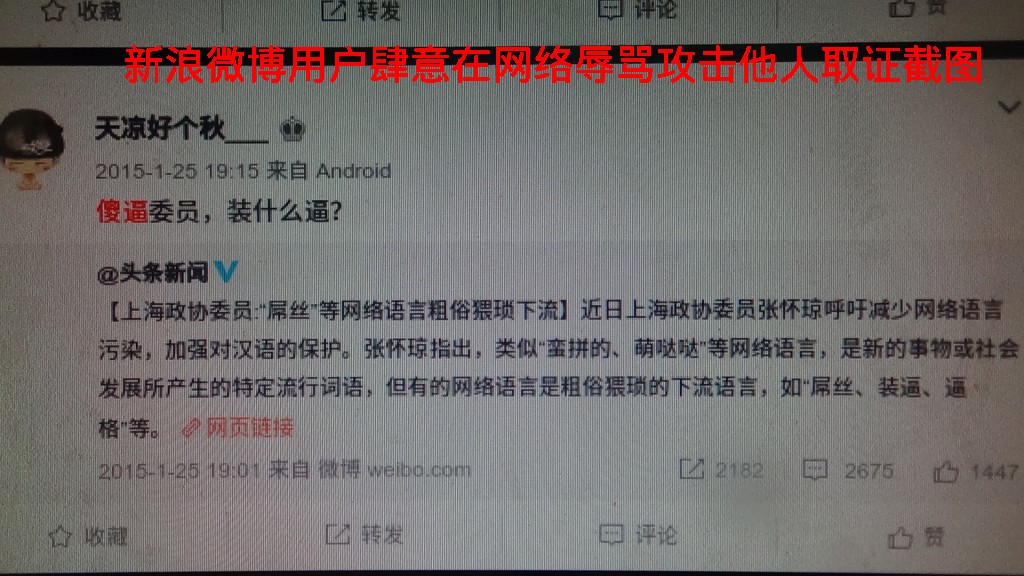 收藏 转发 评论 赞
新浪微博用户肆意在网络辱骂攻击他人取证截图
天凉好个秋___
2015-1-25 19:15 来自 Android
傻逼委员，装什么逼？
@头条新闻
【上海政协委员:“屌丝”等网络语言粗俗猥琐下流】近日上海政协委员张怀琼呼吁减少网络语言
污染，加强对汉语的保护。张怀琼指出，类似“蛮拼的、萌哒哒”等网络语言，是新的事物或社会
发展所产生的特定流行词语，但有的网络语言是粗俗猥琐的下流语言，如“屌丝、装逼、逼
格”等。 网页链接
2015-1-25 19:01 来自 微博 weibo.com 2182 2675 1447
收藏 转发 评论 赞